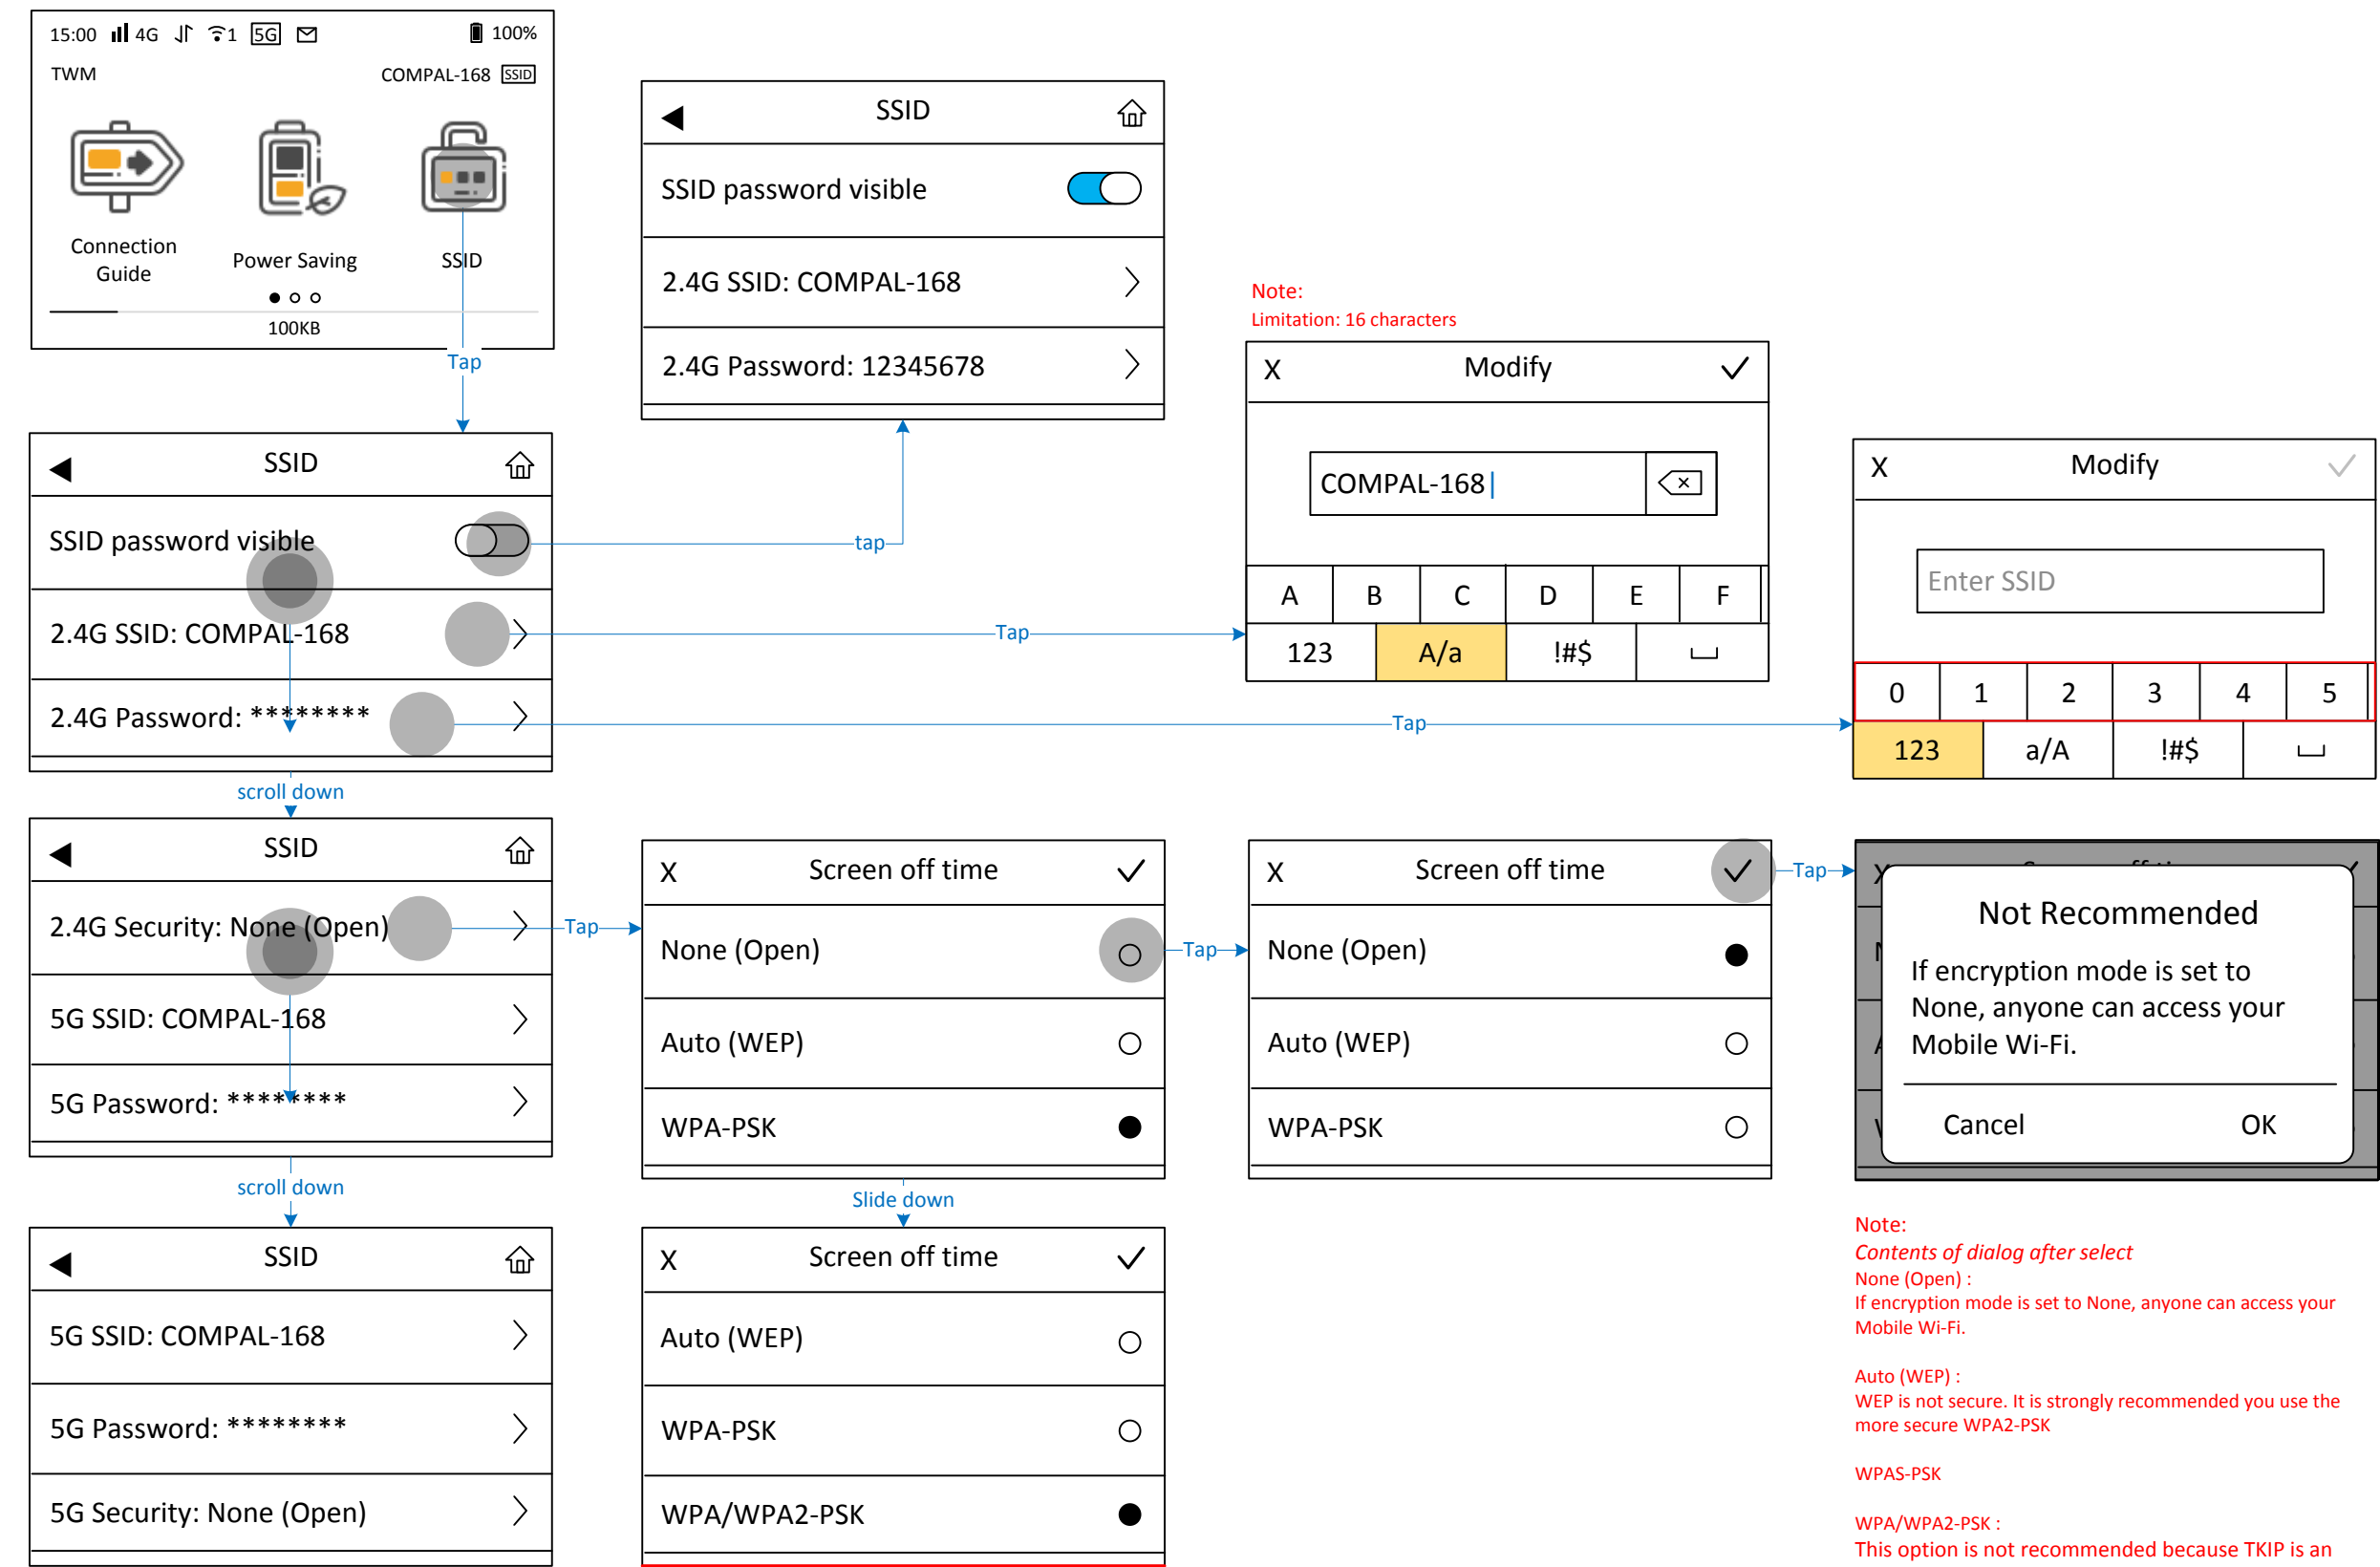 15:00 4G 1 5G 100%
TWM COMPAL-168 SSID
Connection
Guide
Power Saving
SSID
100KB
Tap
SSID
SSID password visible
2.4G SSID: COMPAL-168
2.4G Password: 12345678
Note:
Limitation: 16 characters
X Modify
COMPAL-168
A B C D E F
123 A/a !#$
X Modify
Enter SSID
0 1 2 3 4 5
123 a/A !#$
SSID
SSID password visible
tap
2.4G SSID: COMPAL-168
Tap
2.4G Password: ********
Tap
scroll down
SSID
2.4G Security: None (Open)
Tap
5G SSID: COMPAL-168
5G Password: ********
scroll down
X Screen off time
None (Open)
Tap
Auto (WEP)
WPA-PSK
Slide down
X Screen off time
Tap
None (Open)
Auto (WEP)
WPA-PSK
Not Recommended
If encryption mode is set to
None, anyone can access your
Mobile Wi-Fi.
Cancel OK
SSID
5G SSID: COMPAL-168
5G Password: ********
5G Security: None (Open)
X Screen off time
Auto (WEP)
WPA-PSK
WPA/WPA2-PSK
Note:
Contents of dialog after select
None (Open) :
If encryption mode is set to None, anyone can access your
Mobile Wi-Fi.
Auto (WEP) :
WEP is not secure. It is strongly recommended you use the
more secure WPA2-PSK
WPAS-PSK
WPA/WPA2-PSK :
This option is not recommended because TKIP is an